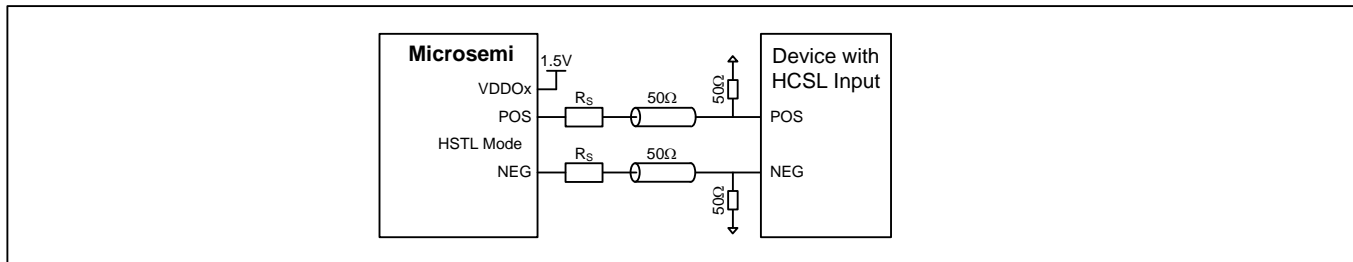 Microsemi
1.5V
VDDOx
POS
HSTL Mode
NEG
RS
50Ω
RS
50Ω
50Ω
50Ω
Device with
HCSL Input
POS
NEG